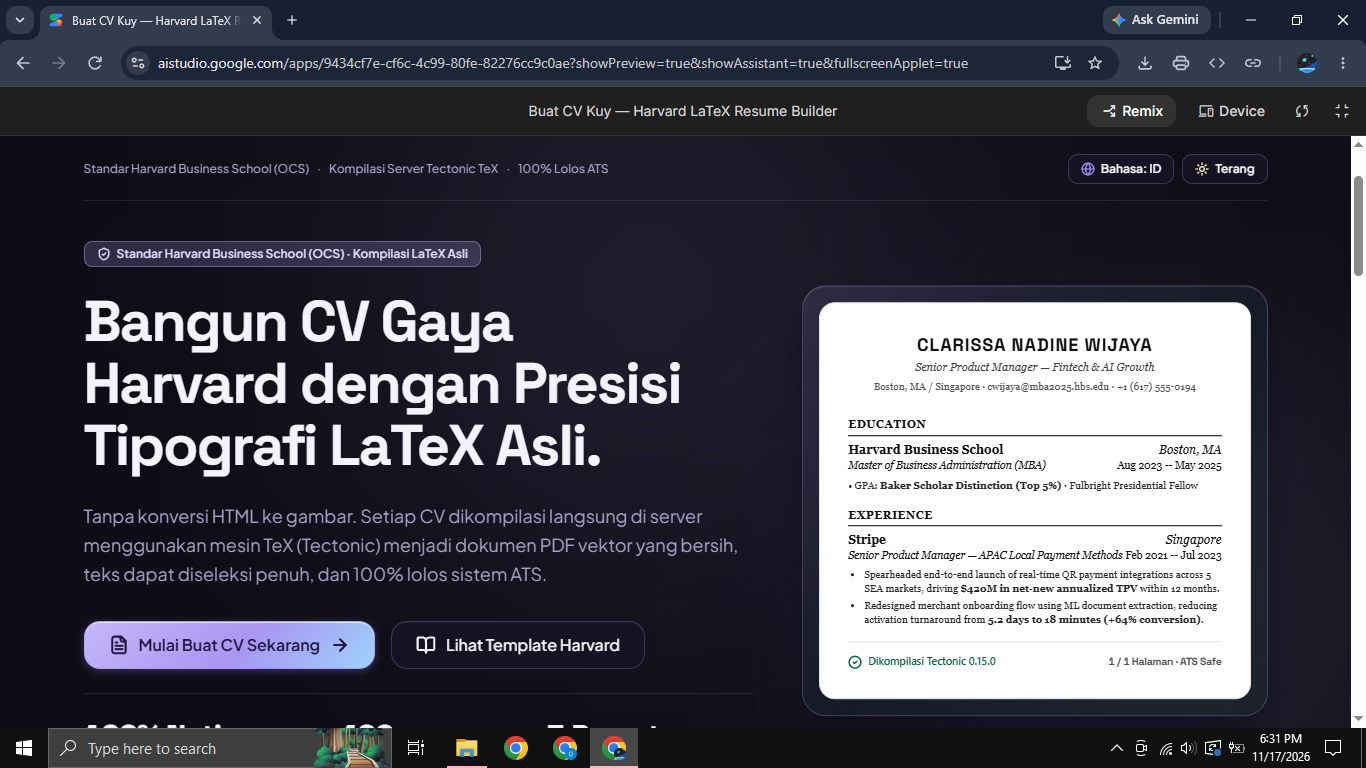 Buat CV Kuy — Harvard LaTeX R
Ask Gemini
aistudio.google.com/apps/9434cf7e-cf6c-4c99-80fe-82276cc9c0ae?showPreview=true&showAssistant=true&fullscreenApplet=true
Buat CV Kuy — Harvard LaTeX Resume Builder
Remix
Device
Standar Harvard Business School (OCS) · Kompilasi Server Tectonic TeX · 100% Lolos ATS
Bahasa: ID
Terang
Standar Harvard Business School (OCS) · Kompilasi LaTeX Asli
Bangun CV Gaya
Harvard dengan Presisi
Tipografi LaTeX Asli.
Tanpa konversi HTML ke gambar. Setiap CV dikompilasi langsung di server
menggunakan mesin TeX (Tectonic) menjadi dokumen PDF vektor yang bersih,
teks dapat diseleksi penuh, dan 100% lolos sistem ATS.
Mulai Buat CV Sekarang
Lihat Template Harvard
CLARISSA NADINE WIJAYA
Senior Product Manager — Fintech & AI Growth
Boston, MA / Singapore · cwijaya@mba2025.hbs.edu · +1 (617) 555-0194
EDUCATION
Harvard Business School Boston, MA
Master of Business Administration (MBA) Aug 2023 -- May 2025
• GPA: Baker Scholar Distinction (Top 5%) · Fulbright Presidential Fellow
EXPERIENCE
Stripe Singapore
Senior Product Manager — APAC Local Payment Methods Feb 2021 -- Jul 2023
• Spearheaded end-to-end launch of real-time QR payment integrations across 5
SEA markets, driving $420M in net-new annualized TPV within 12 months.
• Redesigned merchant onboarding flow using ML document extraction, reducing
activation turnaround from 5.2 days to 18 minutes (+64% conversion).
Dikompilasi Tectonic 0.15.0
1 / 1 Halaman · ATS Safe
Type here to search
6:31 PM
11/17/2026